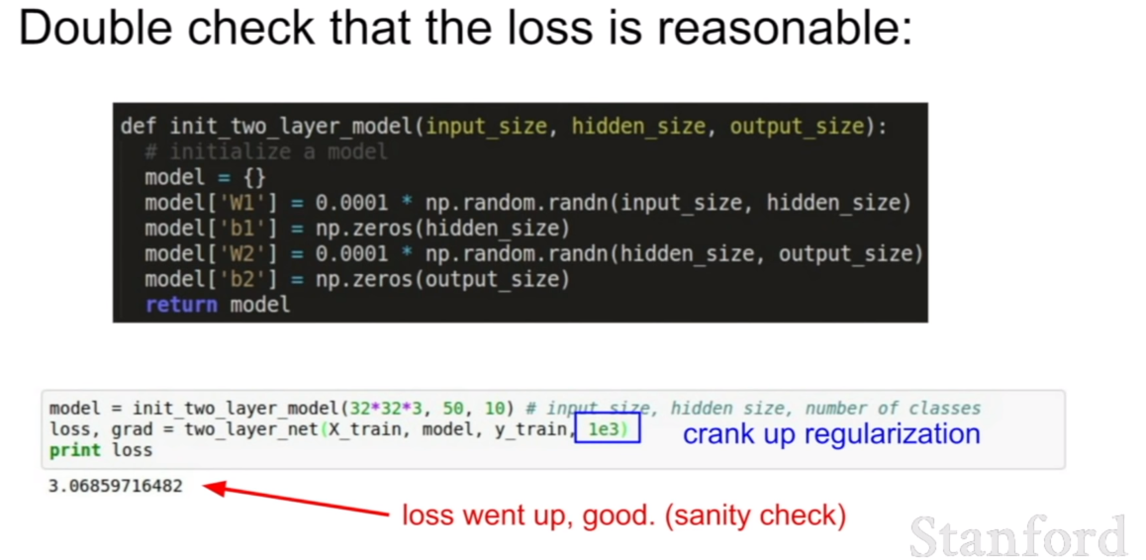 Double check that the loss is reasonable:
def init_two_layer_model(input_size, hidden_size, output_size):
# initialize a model
model = {}
model['W1'] = 0.0001 * np.random.randn(input_size, hidden_size)
model['b1'] = np.zeros(hidden_size)
model['W2'] = 0.0001 * np.random.randn(hidden_size, output_size)
model['b2'] = np.zeros(output_size)
return model
model = init_two_layer_model(32*32*3, 50, 10) # input size, hidden size, number of classes
loss, grad = two_layer_net(X_train, model, y_train, 1e3) crank up regularization
print loss
3.06859716482
loss went up, good. (sanity check)
Stanford